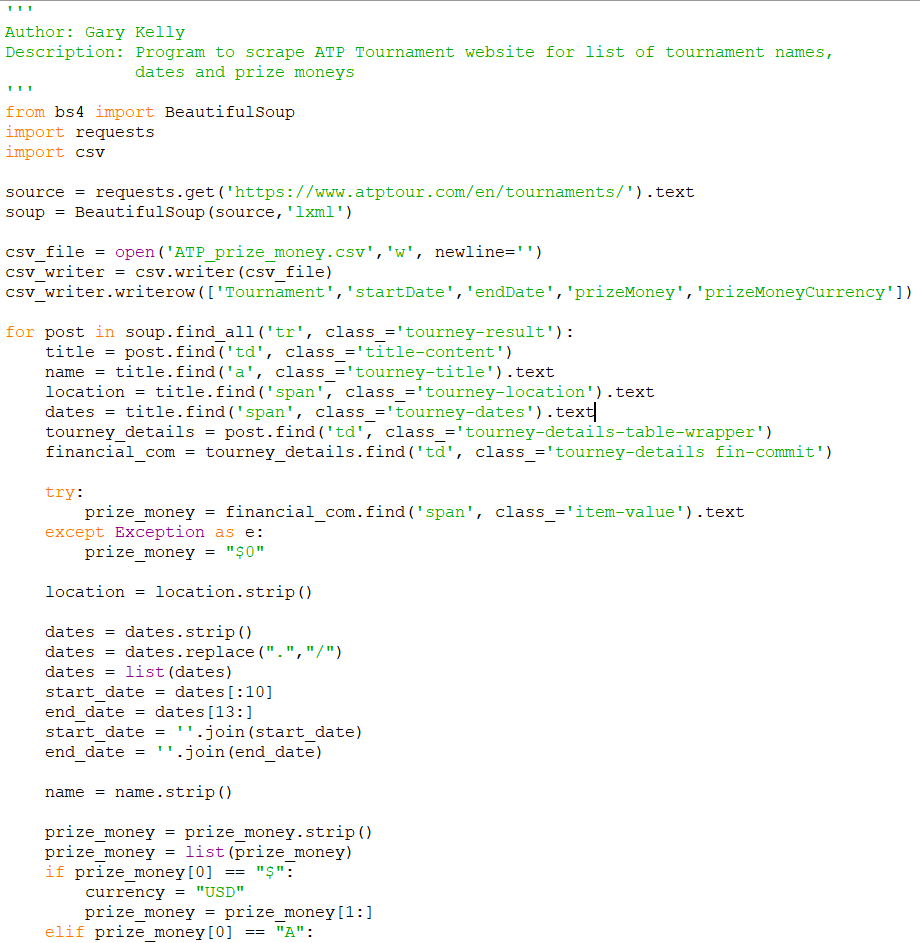 '''
Author: Gary Kelly
Description: Program to scrape ATP Tournament website for list of tournament names,
             dates and prize moneys
'''
from bs4 import BeautifulSoup
import requests
import csv

source = requests.get('https://www.atptour.com/en/tournaments/').text
soup = BeautifulSoup(source,'lxml')

csv_file = open('ATP_prize_money.csv','w', newline='')
csv_writer = csv.writer(csv_file)
csv_writer.writerow(['Tournament','startDate','endDate','prizeMoney','prizeMoneyCurrency'])

for post in soup.find_all('tr', class_='tourney-result'):
    title = post.find('td', class_='title-content')
    name = title.find('a', class_='tourney-title').text
    location = title.find('span', class_='tourney-location').text
    dates = title.find('span', class_='tourney-dates').text
    tourney_details = post.find('td', class_='tourney-details-table-wrapper')
    financial_com = tourney_details.find('td', class_='tourney-details fin-commit')

    try:
        prize_money = financial_com.find('span', class_='item-value').text
    except Exception as e:
        prize_money = "$0"

    location = location.strip()

    dates = dates.strip()
    dates = dates.replace(".","/")
    dates = list(dates)
    start_date = dates[:10]
    end_date = dates[13:]
    start_date = ''.join(start_date)
    end_date = ''.join(end_date)

    name = name.strip()

    prize_money = prize_money.strip()
    prize_money = list(prize_money)
    if prize_money[0] == "$":
        currency = "USD"
        prize_money = prize_money[1:]
    elif prize_money[0] == "A":